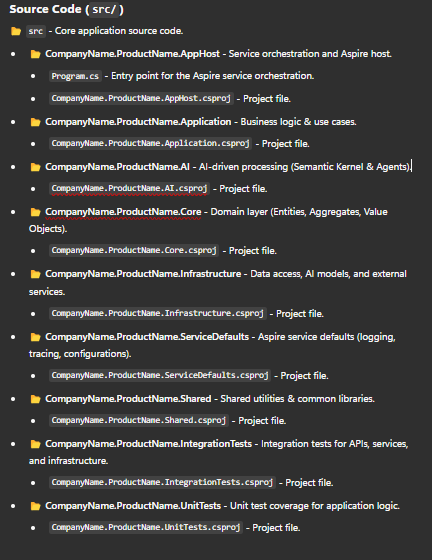 Source Code (src/)
src - Core application source code.
CompanyName.ProductName.AppHost - Service orchestration and Aspire host.
Program.cs - Entry point for the Aspire service orchestration.
CompanyName.ProductName.AppHost.csproj - Project file.
CompanyName.ProductName.Application - Business logic & use cases.
CompanyName.ProductName.Application.csproj - Project file.
CompanyName.ProductName.AI - AI-driven processing (Semantic Kernel & Agents).
CompanyName.ProductName.AI.csproj - Project file.
CompanyName.ProductName.Core - Domain layer (Entities, Aggregates, Value
Objects).
CompanyName.ProductName.Core.csproj - Project file.
CompanyName.ProductName.Infrastructure - Data access, AI models, and external
services.
CompanyName.ProductName.Infrastructure.csproj - Project file.
CompanyName.ProductName.ServiceDefaults - Aspire service defaults (logging,
tracing, configurations).
CompanyName.ProductName.ServiceDefaults.csproj - Project file.
CompanyName.ProductName.Shared - Shared utilities & common libraries.
CompanyName.ProductName.Shared.csproj - Project file.
CompanyName.ProductName.IntegrationTests - Integration tests for APIs, services,
and infrastructure.
CompanyName.ProductName.IntegrationTests.csproj - Project file.
CompanyName.ProductName.UnitTests - Unit test coverage for application logic.
CompanyName.ProductName.UnitTests.csproj - Project file.